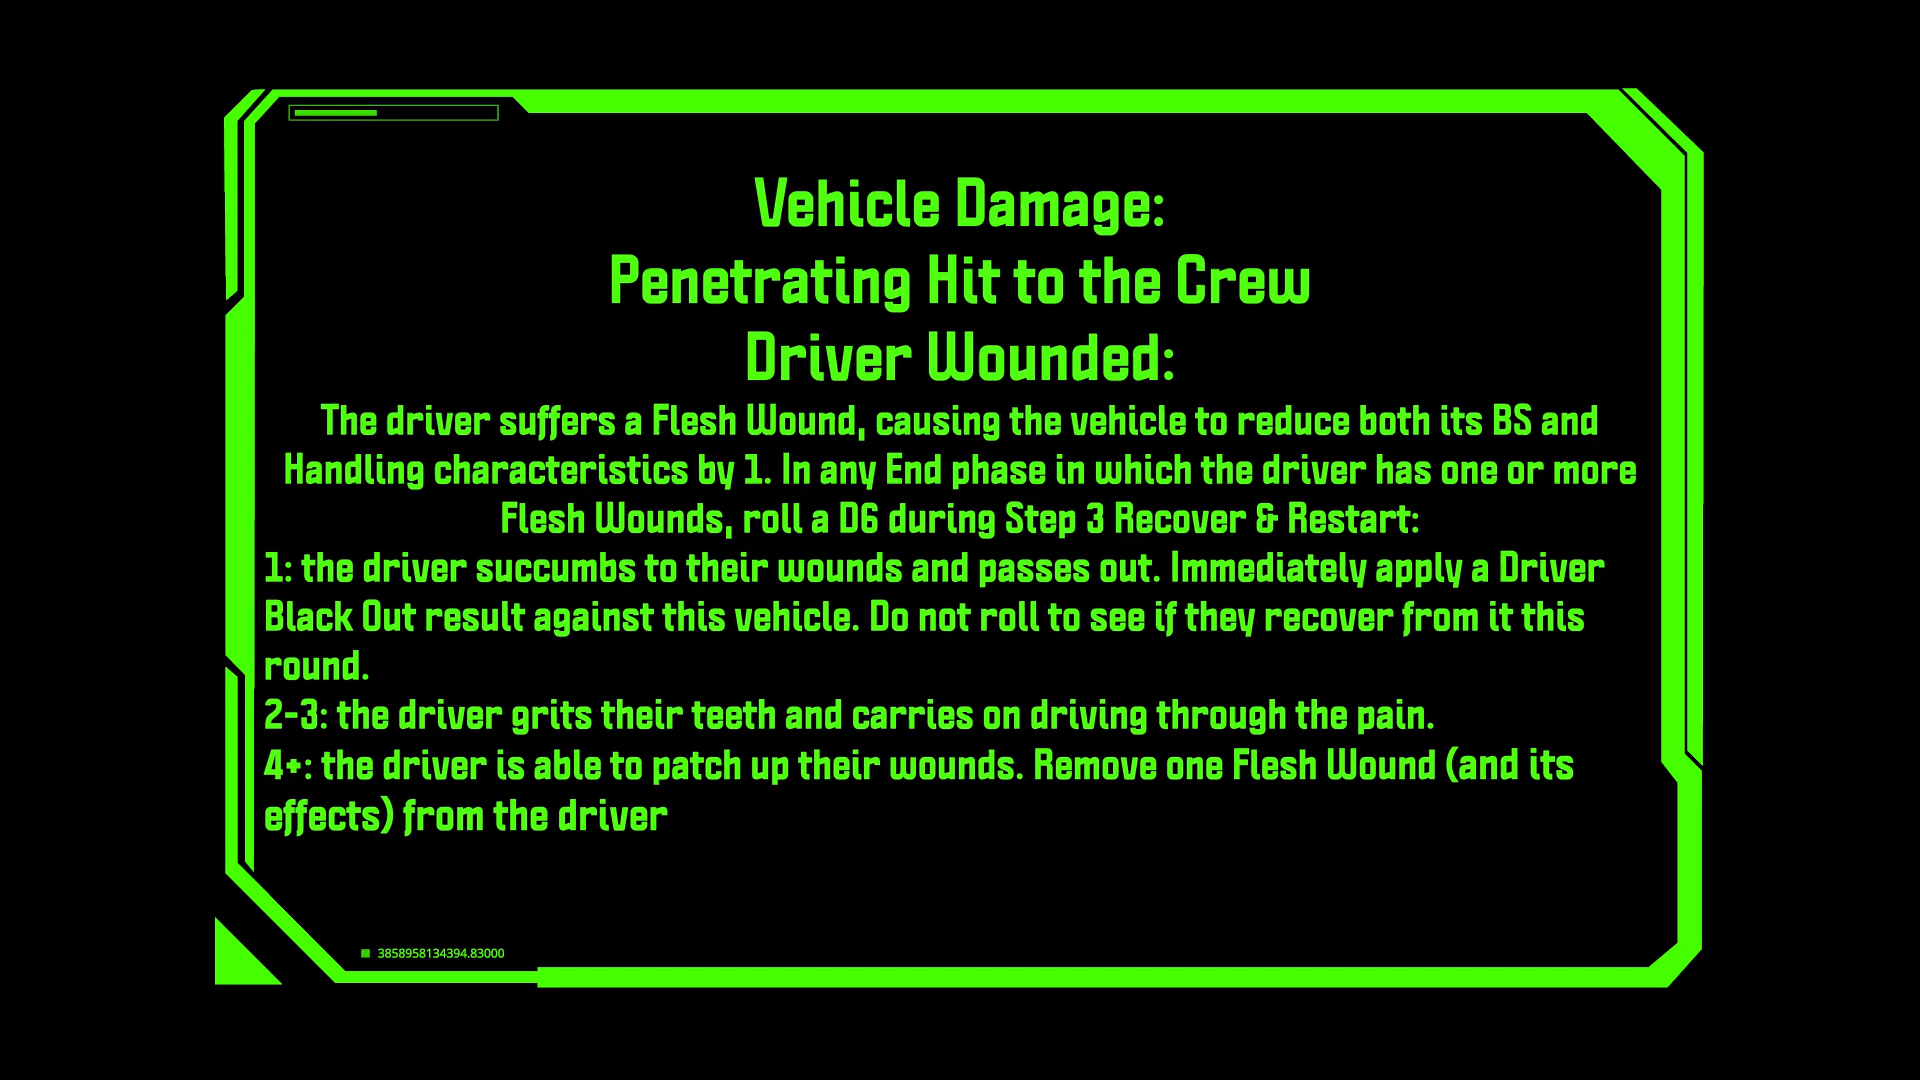 Vehicle Damage:
Penetrating Hit to the Crew
Driver Wounded:
The driver suffers a Flesh Wound, causing the vehicle to reduce both its BS and
Handling characteristics by 1. In any End phase in which the driver has one or more
Flesh Wounds, roll a D6 during Step 3 Recover & Restart:
1: the driver succumbs to their wounds and passes out. Immediately apply a Driver
Black Out result against this vehicle. Do not roll to see if they recover from it this
round.
2-3: the driver grits their teeth and carries on driving through the pain.
4+: the driver is able to patch up their wounds. Remove one Flesh Wound (and its
effects) from the driver
3858958134394.83000